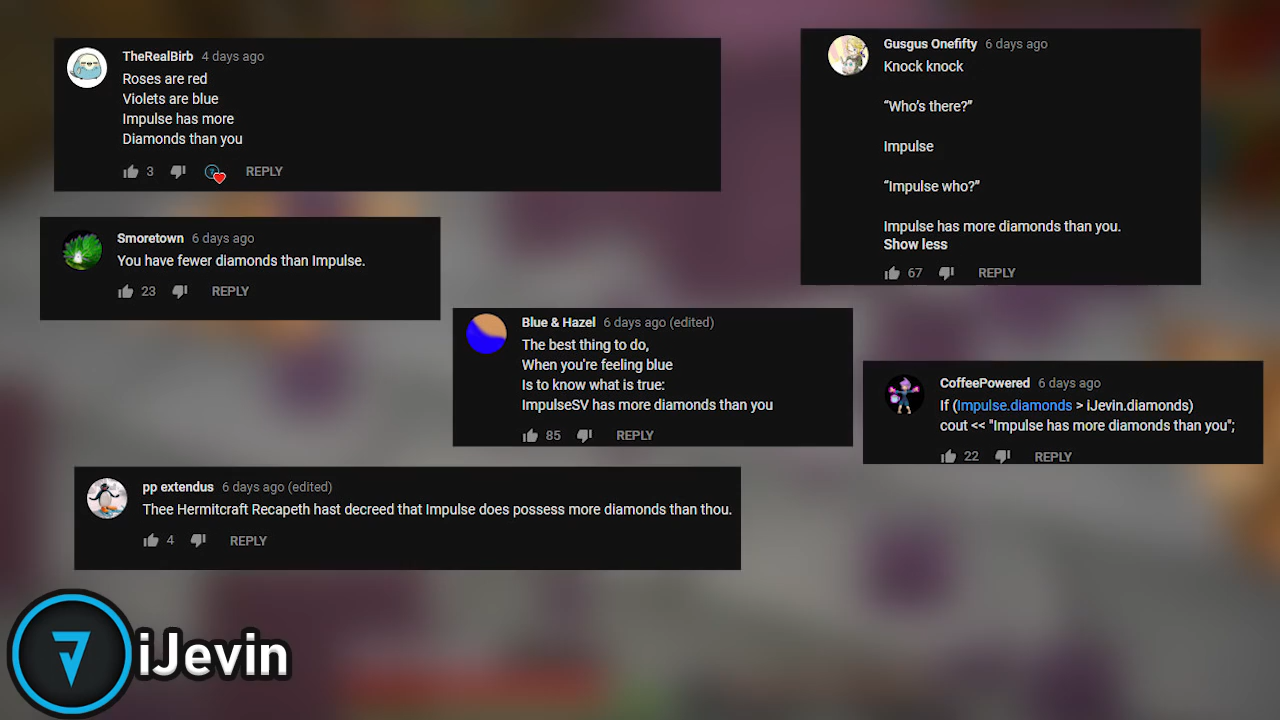 TheRealBirb 4 days ago
Roses are red
Violets are blue
Impulse has more
Diamonds than you
3 REPLY
Gusgus Onefifty 6 days ago
Knock knock
“Who's there?”
Impulse
“Impulse who?”
Impulse has more diamonds than you.
Show less
67 REPLY
Smoretown 6 days ago
You have fewer diamonds than Impulse.
23 REPLY
Blue & Hazel 6 days ago (edited)
The best thing to do,
When you're feeling blue
Is to know what is true:
ImpulseSV has more diamonds than you
85 REPLY
CoffeePowered 6 days ago
If (Impulse.diamonds > iJevin.diamonds)
cout << "Impulse has more diamonds than you";
22 REPLY
pp extendus 6 days ago (edited)
Thee Hermitcraft Recapeth hast decreed that Impulse does possess more diamonds than thou.
4 REPLY
iJevin